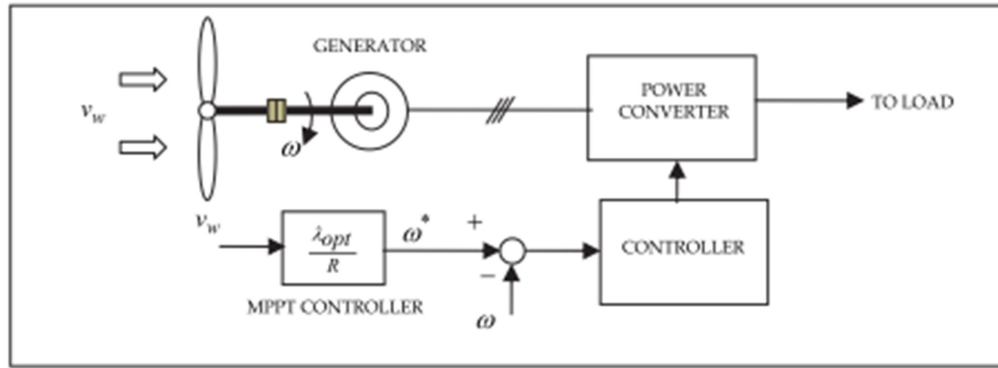 GENERATOR
v_w
ω
POWER
CONVERTER
TO LOAD
v_w
λ_opt
R
ω*
+
−
ω
MPPT CONTROLLER
CONTROLLER